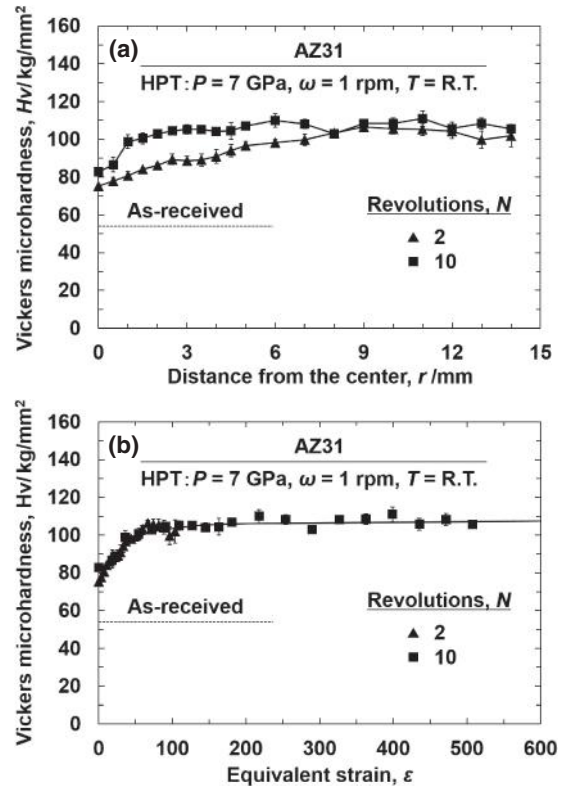 160
(a)
AZ31
140
HPT: P = 7 GPa, ω = 1 rpm, T = R.T.
120
100
80
As-received
Revolutions, N
60
▲ 2
40
■ 10
20
0
0 3 6 9 12 15
Distance from the center, r /mm
Vickers microhardness, Hv/kg/mm²
160
(b)
AZ31
140
HPT: P = 7 GPa, ω = 1 rpm, T = R.T.
120
100
80
As-received
Revolutions, N
60
▲ 2
40
■ 10
20
0
0 100 200 300 400 500 600
Equivalent strain, ε
Vickers microhardness, Hv/kg/mm²